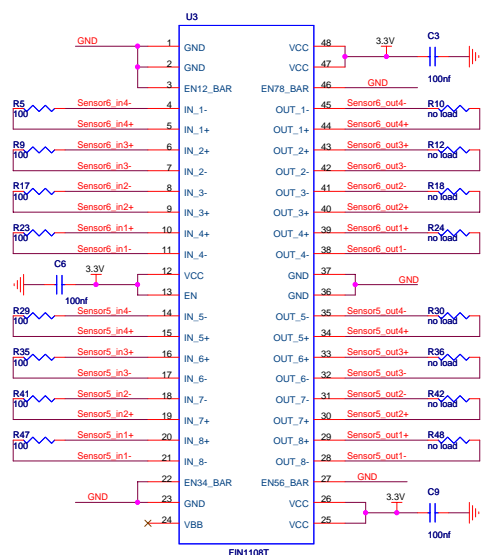 U3
GND 1 GND VCC 48 3.3V C3
2 GND VCC 47 100nf
3 EN12_BAR EN78_BAR 46 GND
R5 100 Sensor6_in4- 4 IN_1- OUT_1- 45 Sensor6_out4- R10 no load
Sensor6_in4+ 5 IN_1+ OUT_1+ 44 Sensor6_out4+
R9 100 Sensor6_in3+ 6 IN_2+ OUT_2+ 43 Sensor6_out3+ R12 no load
Sensor6_in3- 7 IN_2- OUT_2- 42 Sensor6_out3-
R17 100 Sensor6_in2- 8 IN_3- OUT_3- 41 Sensor6_out2- R18 no load
Sensor6_in2+ 9 IN_3+ OUT_3+ 40 Sensor6_out2+
R23 100 Sensor6_in1+ 10 IN_4+ OUT_4+ 39 Sensor6_out1+ R24 no load
Sensor6_in1- 11 IN_4- OUT_4- 38 Sensor6_out1-
C6 100nf 3.3V 12 VCC GND 37 GND
13 EN GND 36
R29 100 Sensor5_in4- 14 IN_5- OUT_5- 35 Sensor5_out4- R30 no load
Sensor5_in4+ 15 IN_5+ OUT_5+ 34 Sensor5_out4+
R35 100 Sensor5_in3+ 16 IN_6+ OUT_6+ 33 Sensor5_out3+ R36 no load
Sensor5_in3- 17 IN_6- OUT_6- 32 Sensor5_out3-
R41 100 Sensor5_in2- 18 IN_7- OUT_7- 31 Sensor5_out2- R42 no load
Sensor5_in2+ 19 IN_7+ OUT_7+ 30 Sensor5_out2+
R47 100 Sensor5_in1+ 20 IN_8+ OUT_8+ 29 Sensor5_out1+ R48 no load
Sensor5_in1- 21 IN_8- OUT_8- 28 Sensor5_out1-
22 EN34_BAR EN56_BAR 27 GND
GND 23 GND VCC 26 3.3V C9
24 VBB VCC 25 100nf
FIN1108T